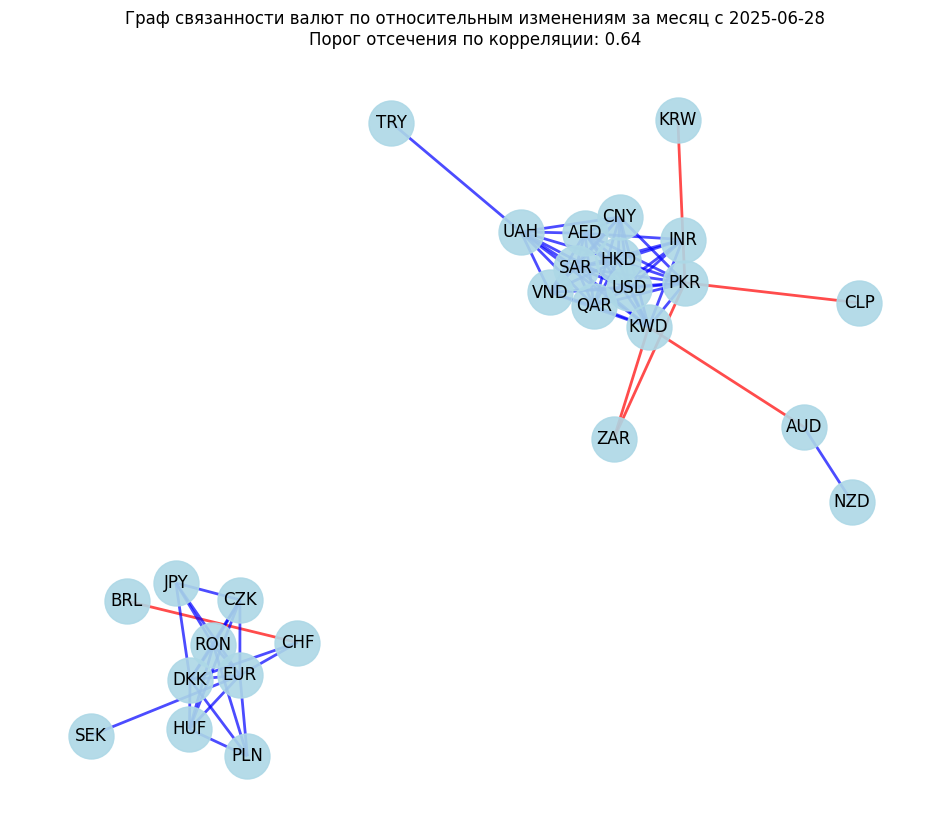 Граф связанности валют по относительным изменениям за месяц с 2025-06-28
Порог отсечения по корреляции: 0.64
TRY
KRW
CNY
UAH
AED
INR
HKD
SAR
USD
PKR
VND
QAR
CLP
KWD
AUD
ZAR
NZD
JPY
BRL
CZK
RON
CHF
DKK
EUR
HUF
SEK
PLN